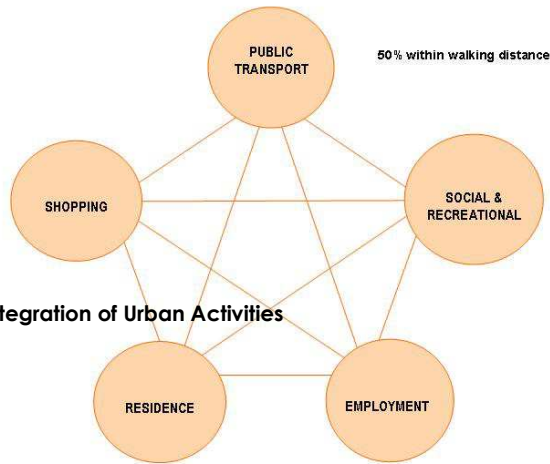 PUBLIC
TRANSPORT
50% within walking distance
SHOPPING
SOCIAL &
RECREATIONAL
tegration of Urban Activities
RESIDENCE
EMPLOYMENT